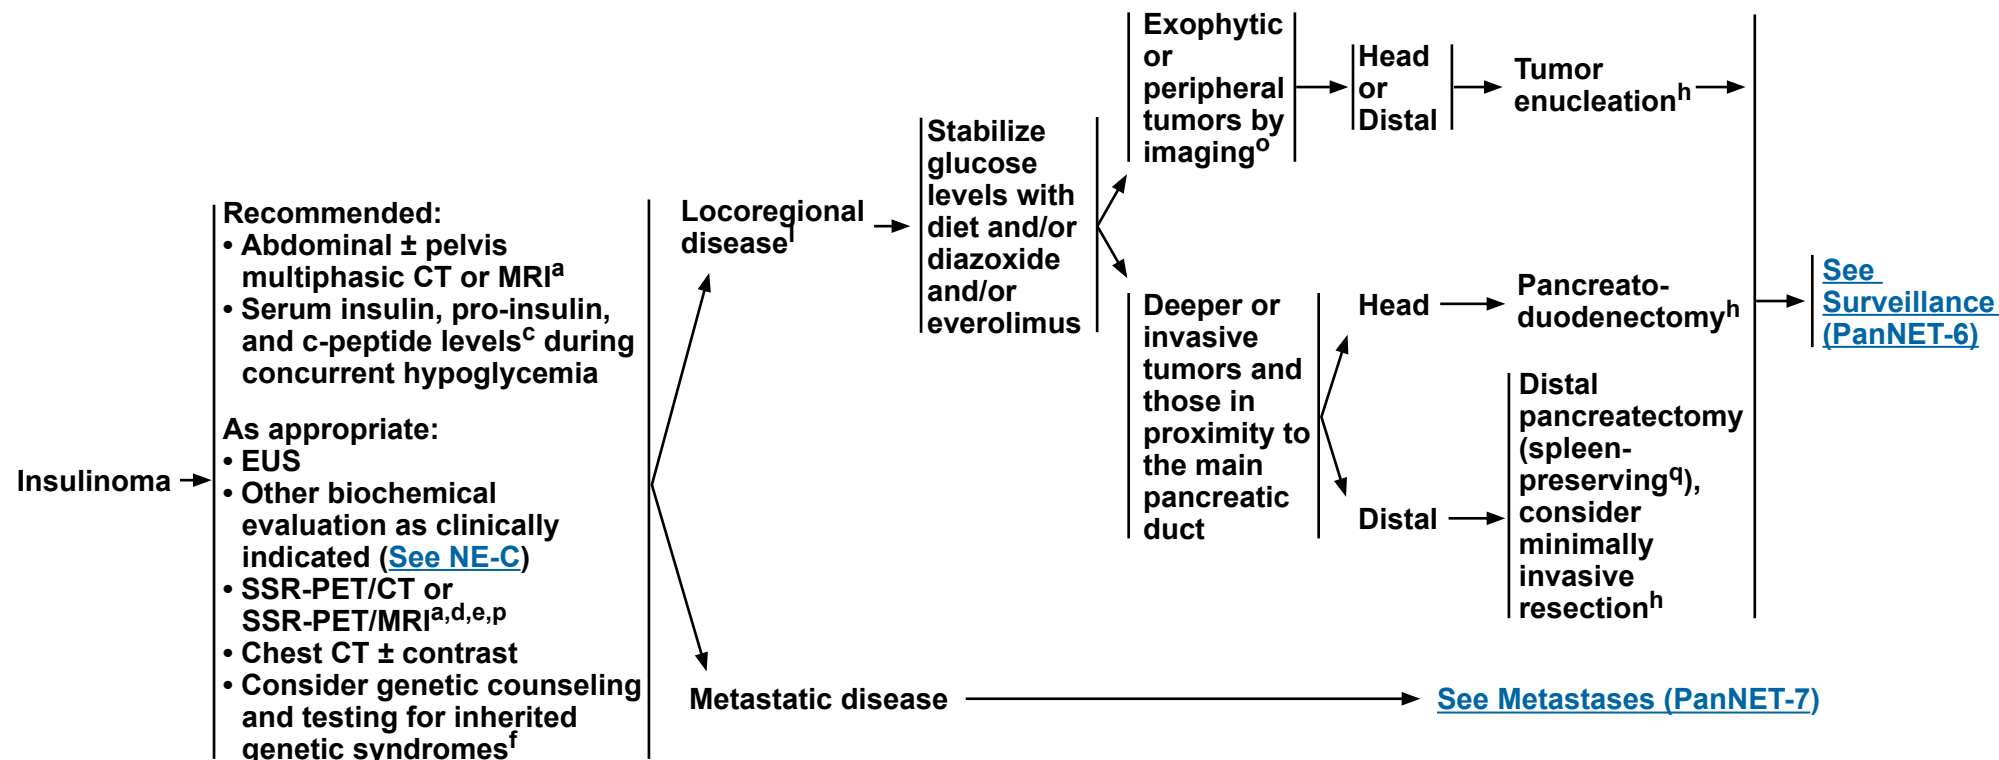 Insulinoma
Recommended:
• Abdominal ± pelvis
multiphasic CT or MRIa
• Serum insulin, pro-insulin,
and c-peptide levelsc during
concurrent hypoglycemia
As appropriate:
• EUS
• Other biochemical
evaluation as clinically
indicated (See NE-C)
• SSR-PET/CT or
SSR-PET/MRIa,d,e,p
• Chest CT ± contrast
• Consider genetic counseling
and testing for inherited
genetic syndromesf
Locoregional
diseasel
Stabilize
glucose
levels with
diet and/or
diazoxide
and/or
everolimus
Exophytic
or
peripheral
tumors by
imagingo
Head
or
Distal
Tumor
enucleationh
Deeper or
invasive
tumors and
those in
proximity to
the main
pancreatic
duct
Head
Pancreato-
duodenectomyh
Distal
Distal
pancreatectomy
(spleen-
preservingq),
consider
minimally
invasive
resectionh
See
Surveillance
(PanNET-6)
Metastatic disease
See Metastases (PanNET-7)